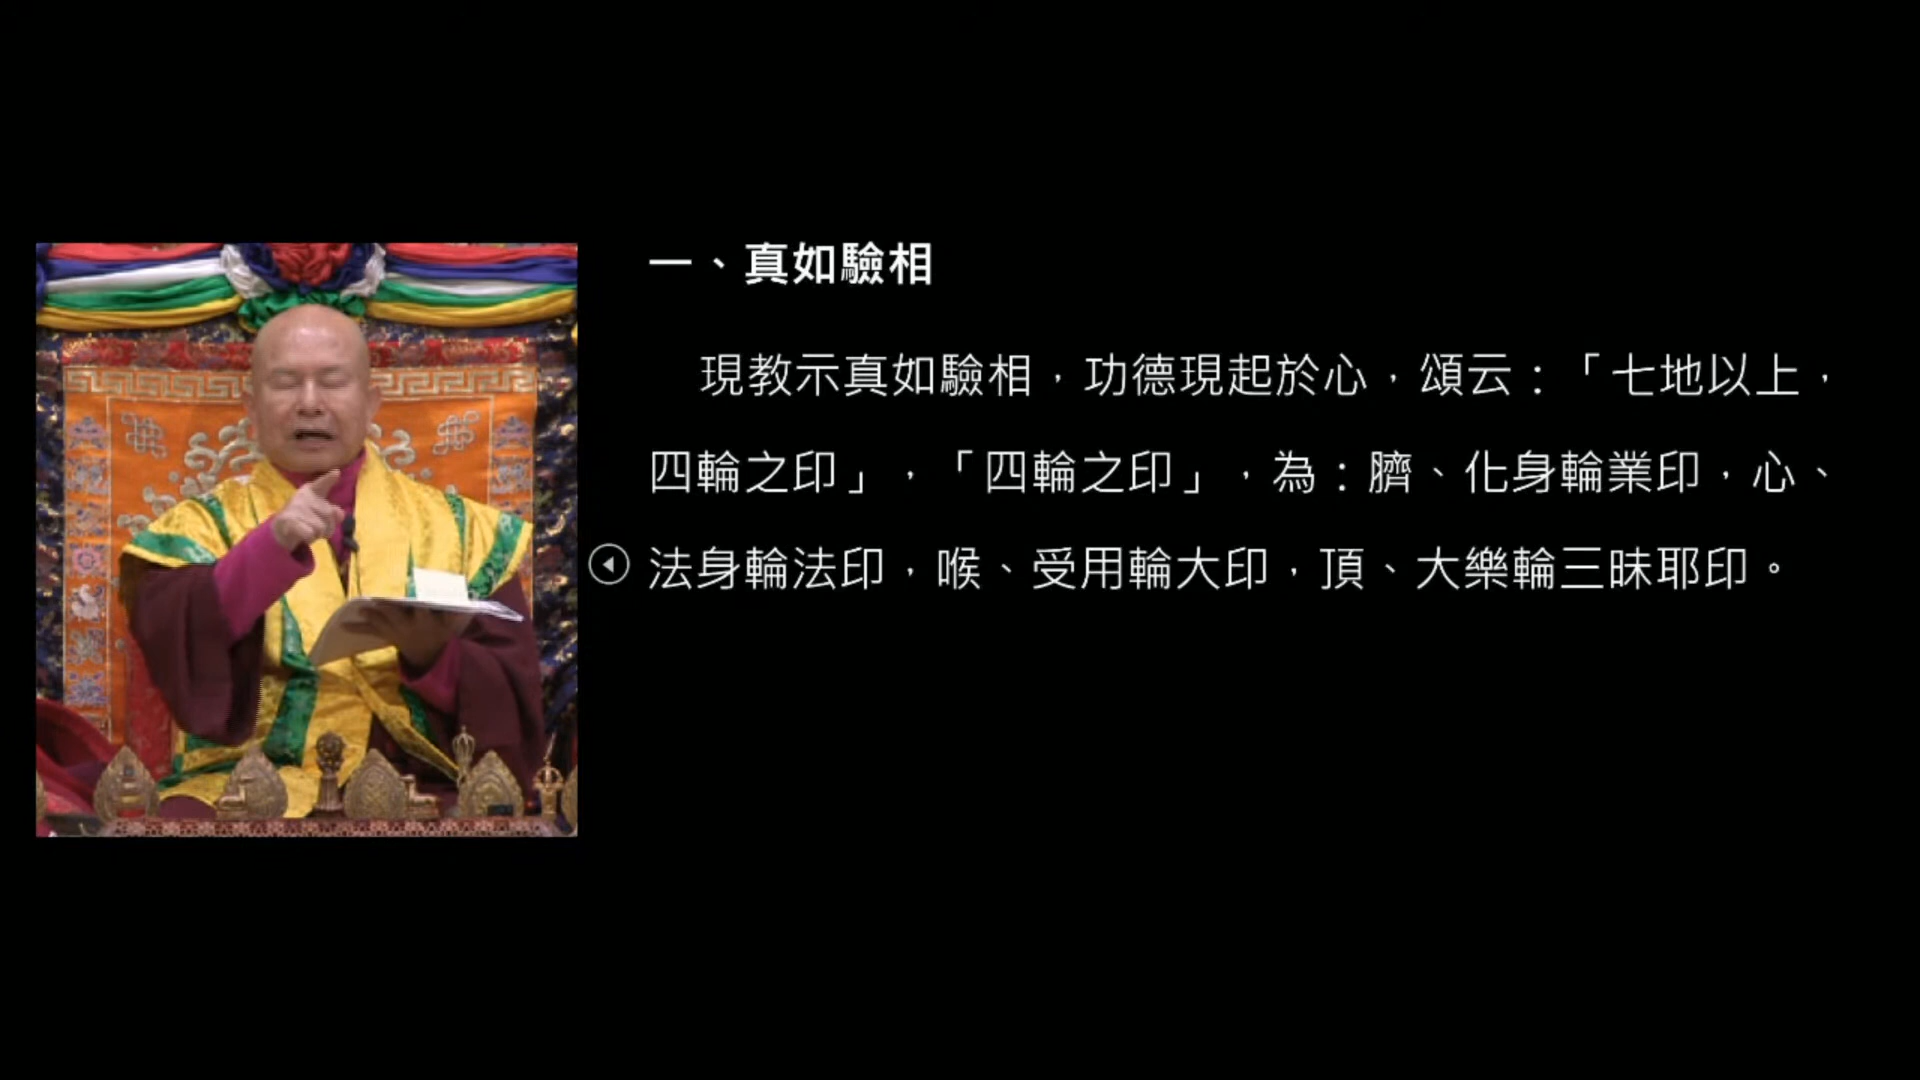 一、真如驗相
現教示真如驗相，功德現起於心，頌云：「七地以上，
四輪之印」，「四輪之印」，為：臍、化身輪業印，心、
法身輪法印，喉、受用輪大印，頂、大樂輪三昧耶印。